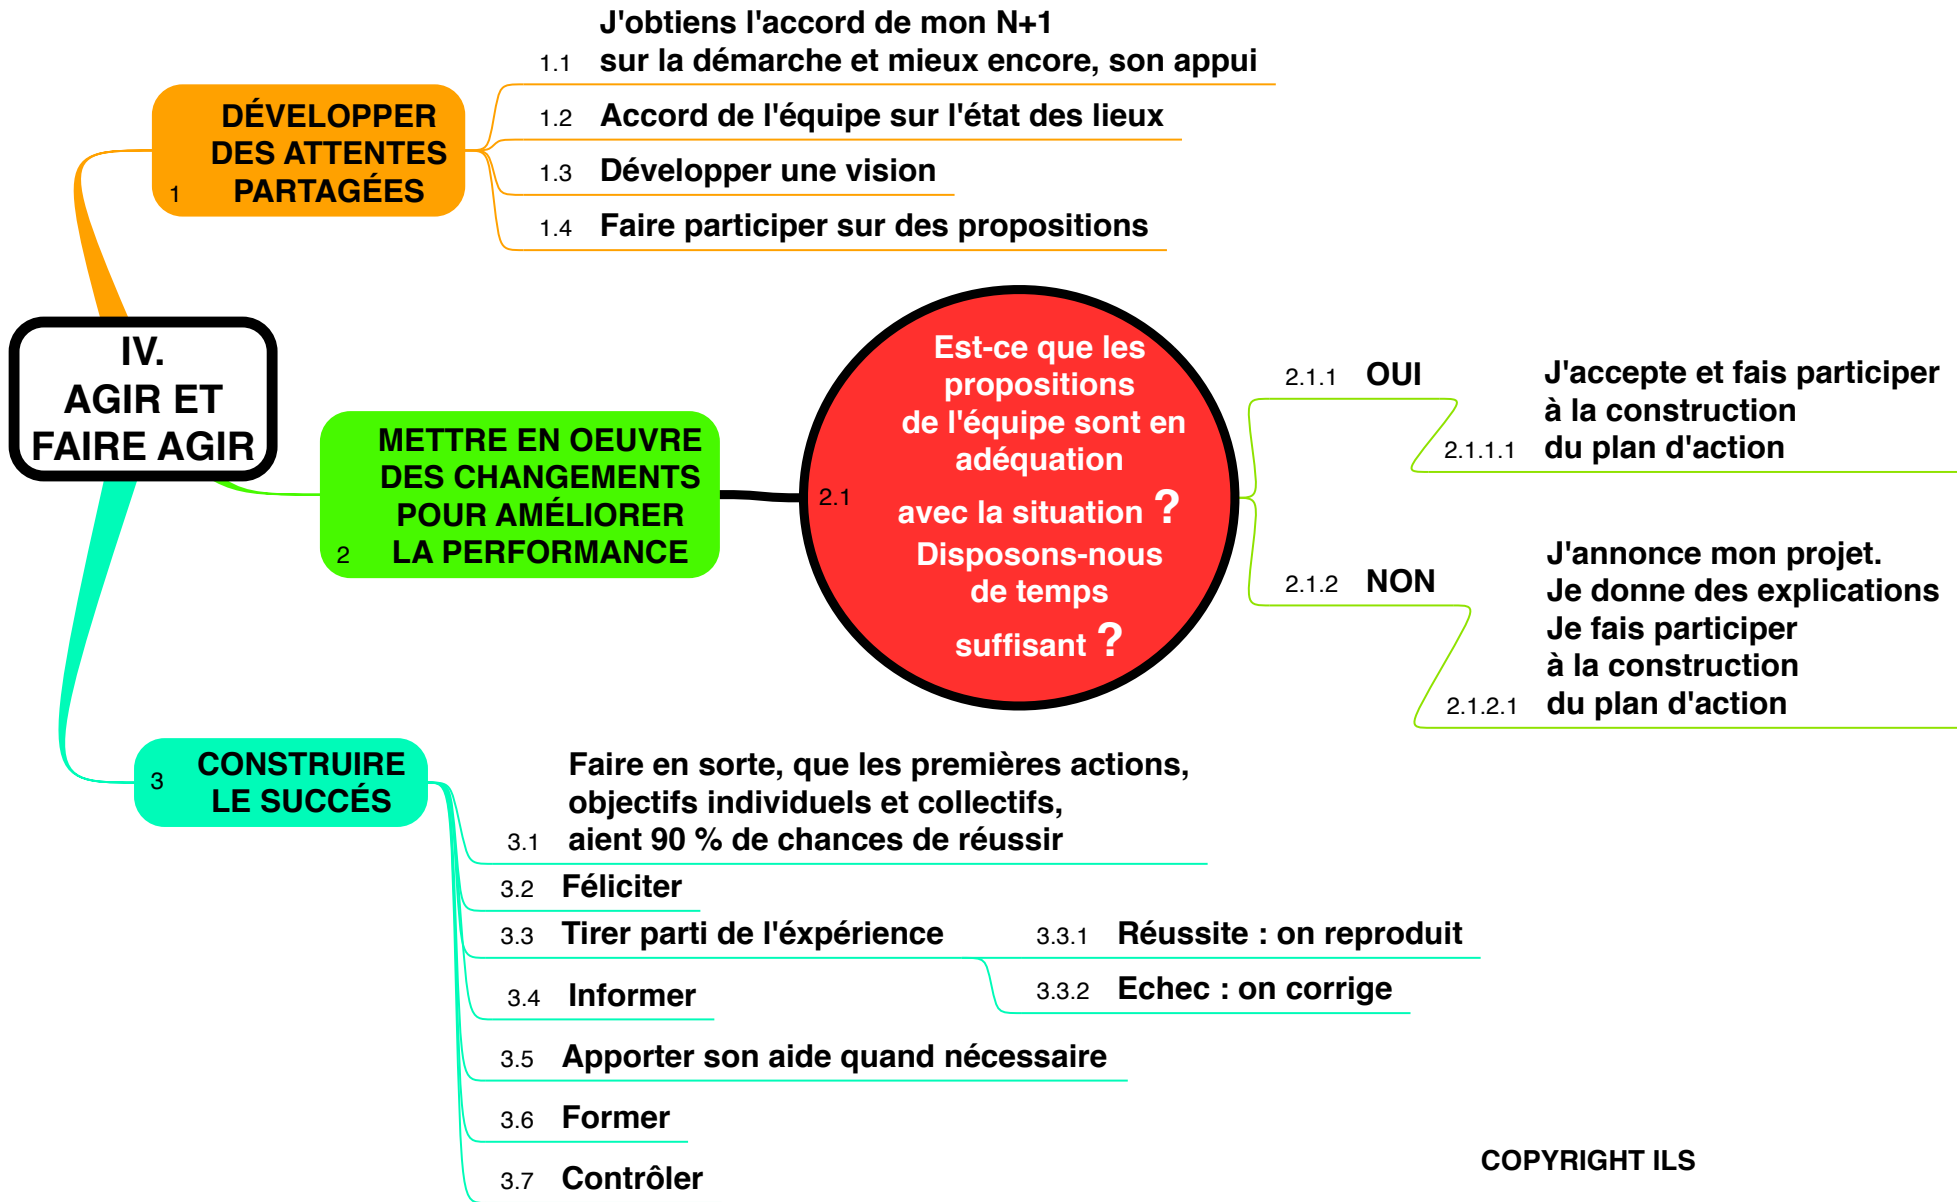 IV.
AGIR ET
FAIRE AGIR
1
DÉVELOPPER
DES ATTENTES
PARTAGÉES
1.1
J'obtiens l'accord de mon N+1
sur la démarche et mieux encore, son appui
1.2 Accord de l'équipe sur l'état des lieux
1.3 Développer une vision
1.4 Faire participer sur des propositions
2
METTRE EN OEUVRE
DES CHANGEMENTS
POUR AMÉLIORER
LA PERFORMANCE
2.1
Est-ce que les
propositions
de l'équipe sont en
adéquation
avec la situation ?
Disposons-nous
de temps
suffisant ?
2.1.1 OUI
2.1.1.1
J'accepte et fais participer
à la construction
du plan d'action
2.1.2 NON
2.1.2.1
J'annonce mon projet.
Je donne des explications
Je fais participer
à la construction
du plan d'action
3
CONSTRUIRE
LE SUCCÉS
3.1
Faire en sorte, que les premières actions,
objectifs individuels et collectifs,
aient 90 % de chances de réussir
3.2 Féliciter
3.3 Tirer parti de l'éxpérience
3.3.1 Réussite : on reproduit
3.3.2 Echec : on corrige
3.4 Informer
3.5 Apporter son aide quand nécessaire
3.6 Former
3.7 Contrôler
COPYRIGHT ILS